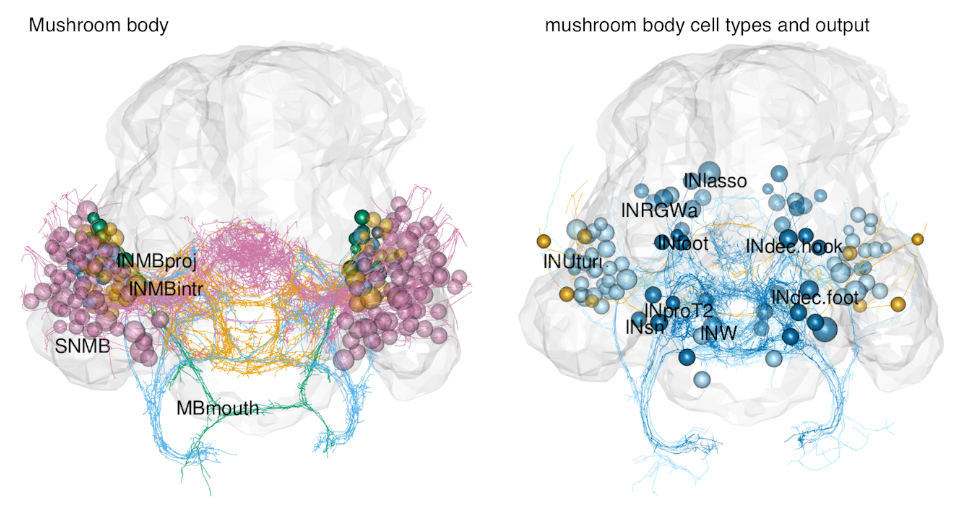 Mushroom body
INMBproj
INMBintr
SNMB
MBmouth
mushroom body cell types and output
INlasso
INRGWa
INfoot
INdec.hook
INUturn
INdec.foot
INproT2
INsn
INW